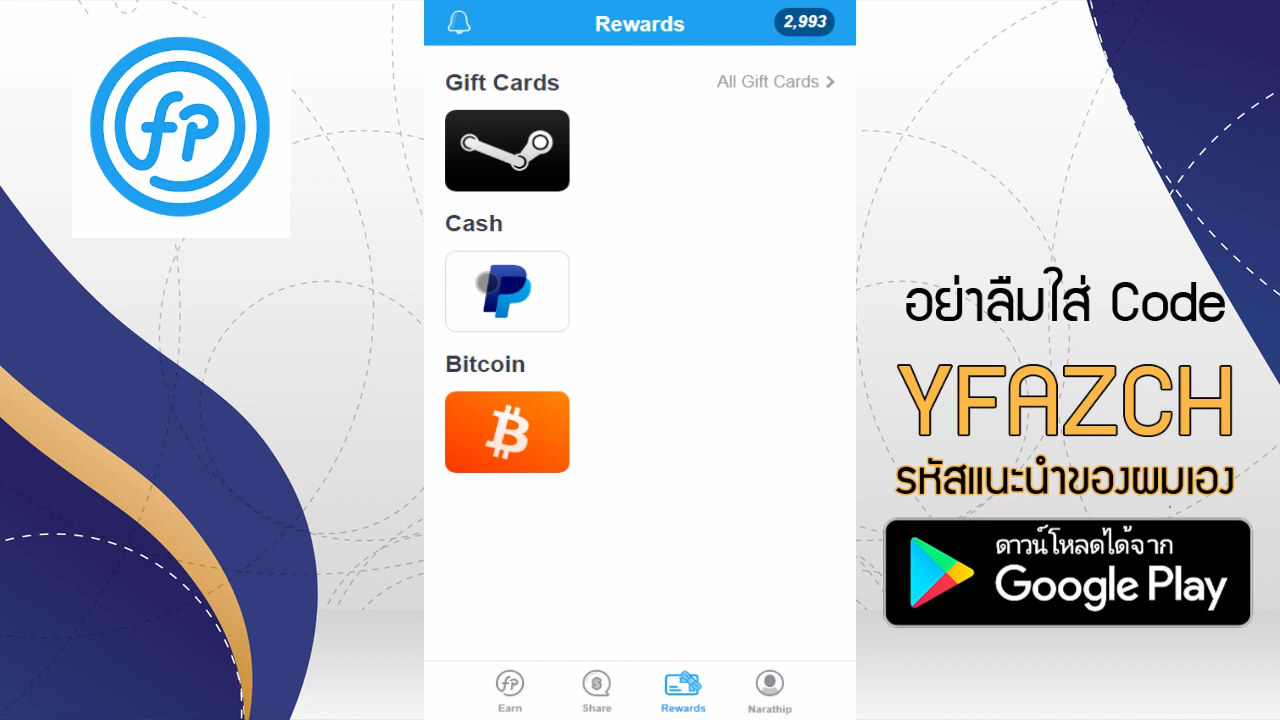 fp
Rewards
2,993
Gift Cards
All Gift Cards
Cash
Bitcoin
Earn
Share
Rewards
Narathip
อย่าลืมใส่ Code
YFAZCH
รหัสแนะนำของผมเอง
ดาวน์โหลดได้จาก
Google Play